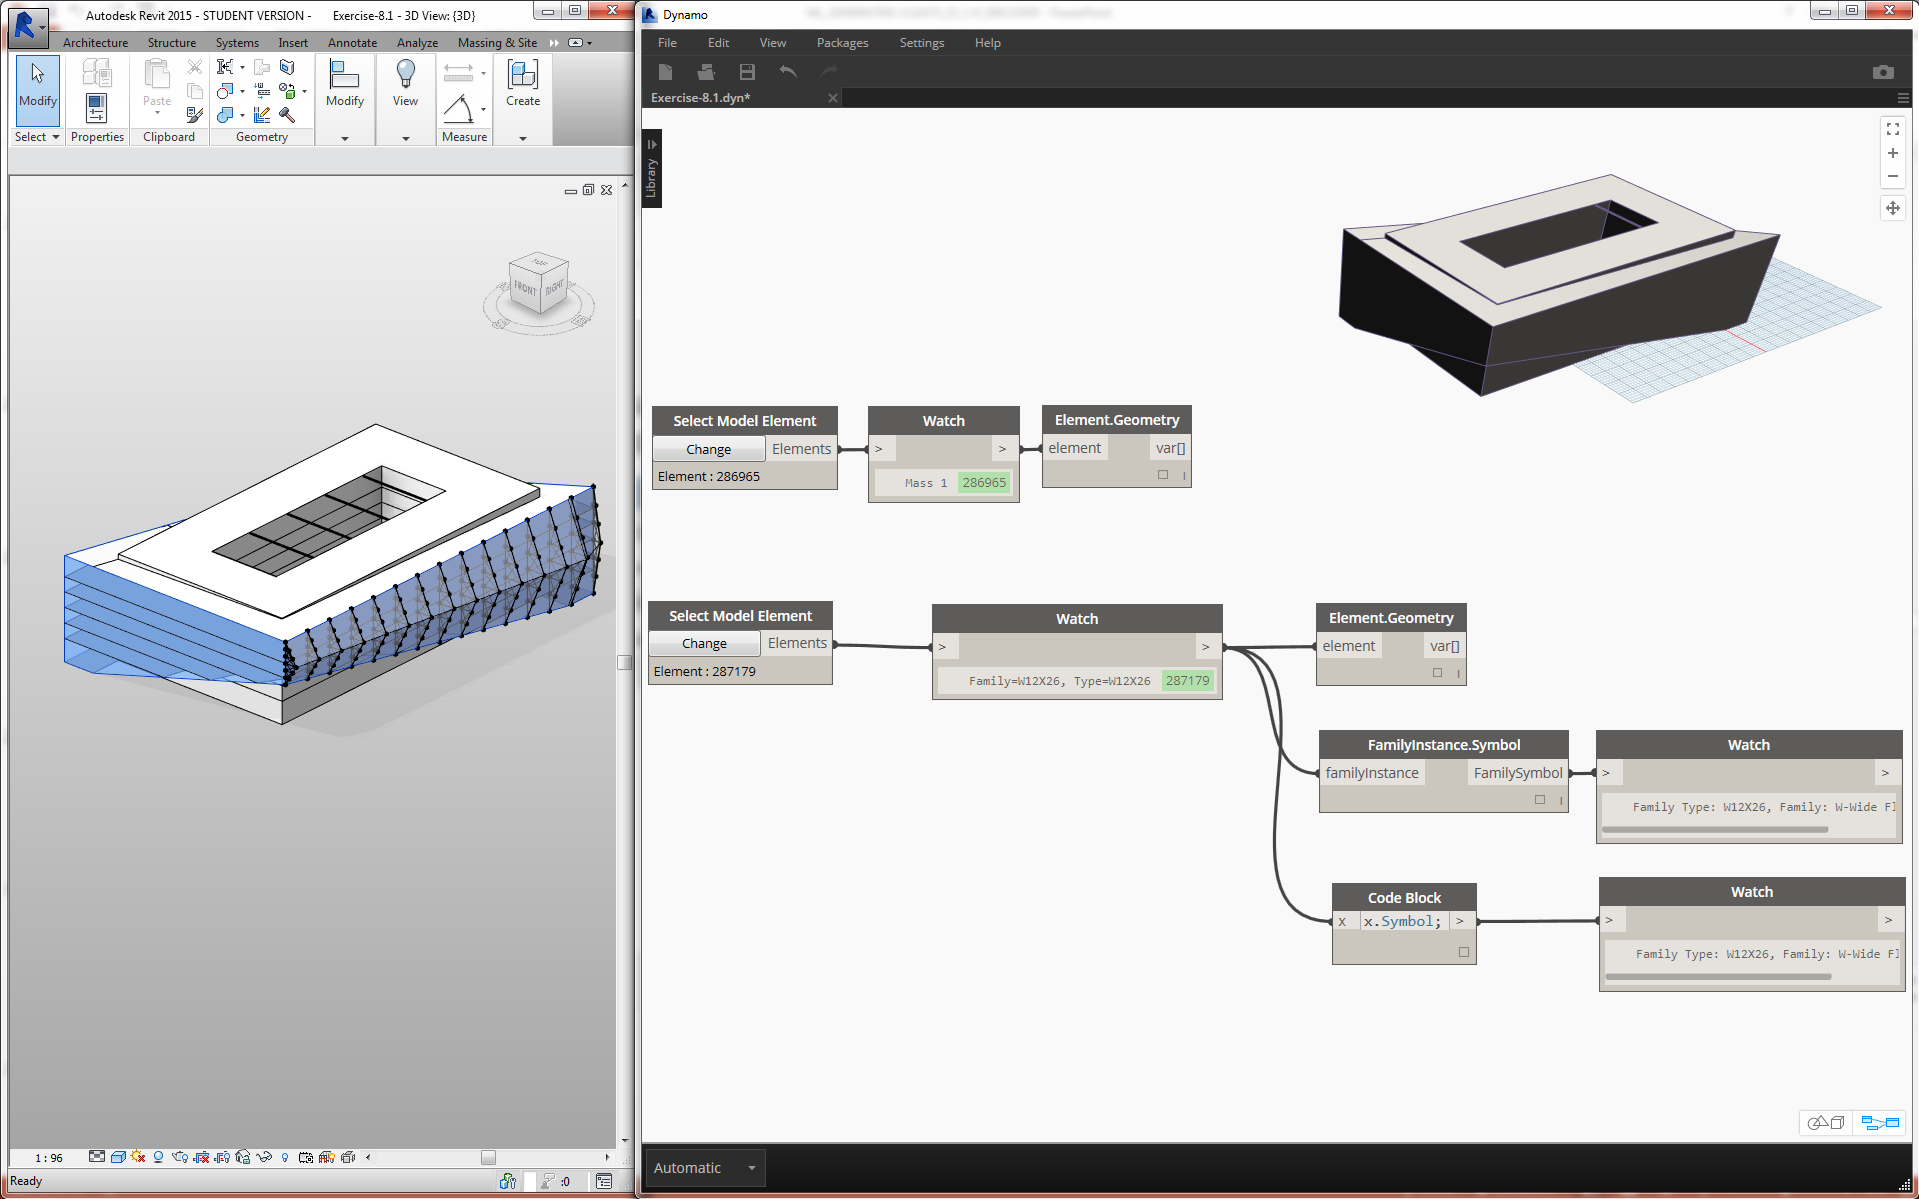 Autodesk Revit 2015 - STUDENT VERSION - Exercise-8.1 - 3D View: {3D}
Architecture Structure Systems Insert Annotate Analyze Massing & Site
Modify
Paste
Modify
View
Create
Select Properties Clipboard Geometry Measure
TOP
FRONT RIGHT
1 : 96
Ready
:0
Dynamo
File Edit View Packages Settings Help
Exercise-8.1.dyn*
Library
Select Model Element
Change Elements
Element : 286965
Watch
> >
Mass 1 286965
Element.Geometry
element var[]
Select Model Element
Change Elements
Element : 287179
Watch
> >
Family=W12X26, Type=W12X26 287179
Element.Geometry
element var[]
FamilyInstance.Symbol
familyInstance FamilySymbol
Watch
> >
Family Type: W12X26, Family: W-Wide Fl
Code Block
x x.Symbol; >
Watch
> >
Family Type: W12X26, Family: W-Wide Fl
Automatic